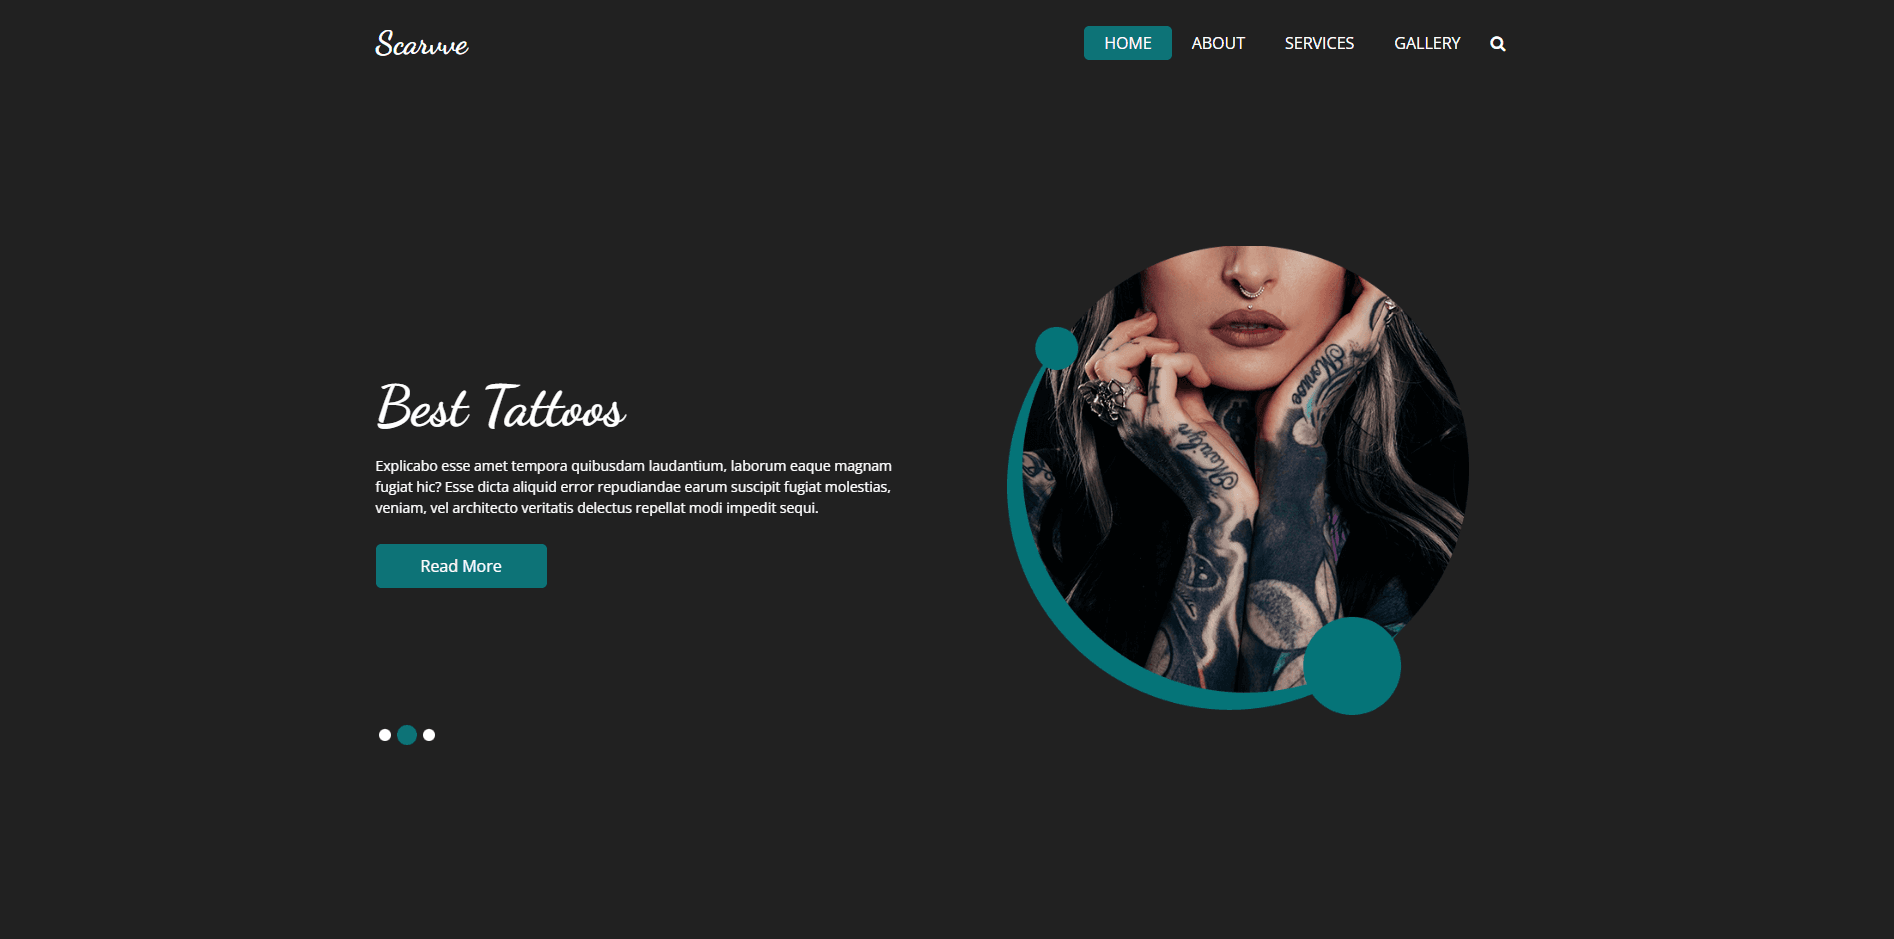 Scarvve
HOME ABOUT SERVICES GALLERY
Best Tattoos
Explicabo esse amet tempora quibusdam laudantium, laborum eaque magnam
fugiat hic? Esse dicta aliquid error repudiandae earum suscipit fugiat molestias,
veniam, vel architecto veritatis delectus repellat modi impedit sequi.
Read More
Marilyn
Monroe